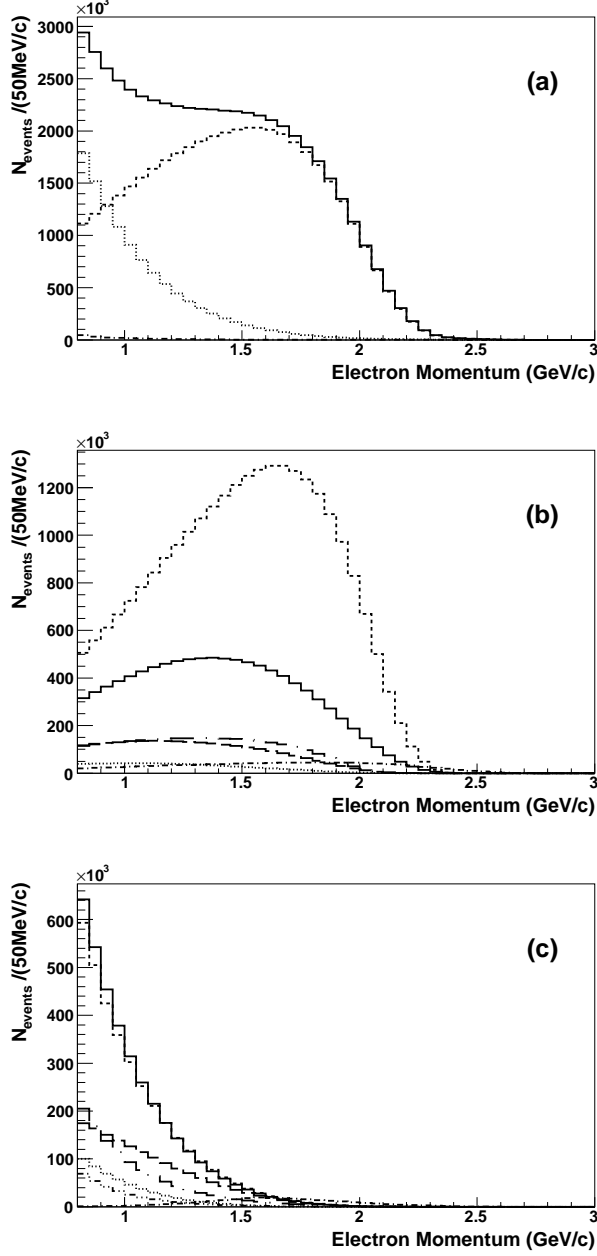 ×10³
N_events /(50MeV/c)
3000
2500
2000
1500
1000
500
0
(a)
1 1.5 2 2.5 3
Electron Momentum (GeV/c)
×10³
N_events /(50MeV/c)
1200
1000
800
600
400
200
0
(b)
1 1.5 2 2.5 3
Electron Momentum (GeV/c)
×10³
N_events /(50MeV/c)
600
500
400
300
200
100
0
(c)
1 1.5 2 2.5 3
Electron Momentum (GeV/c)